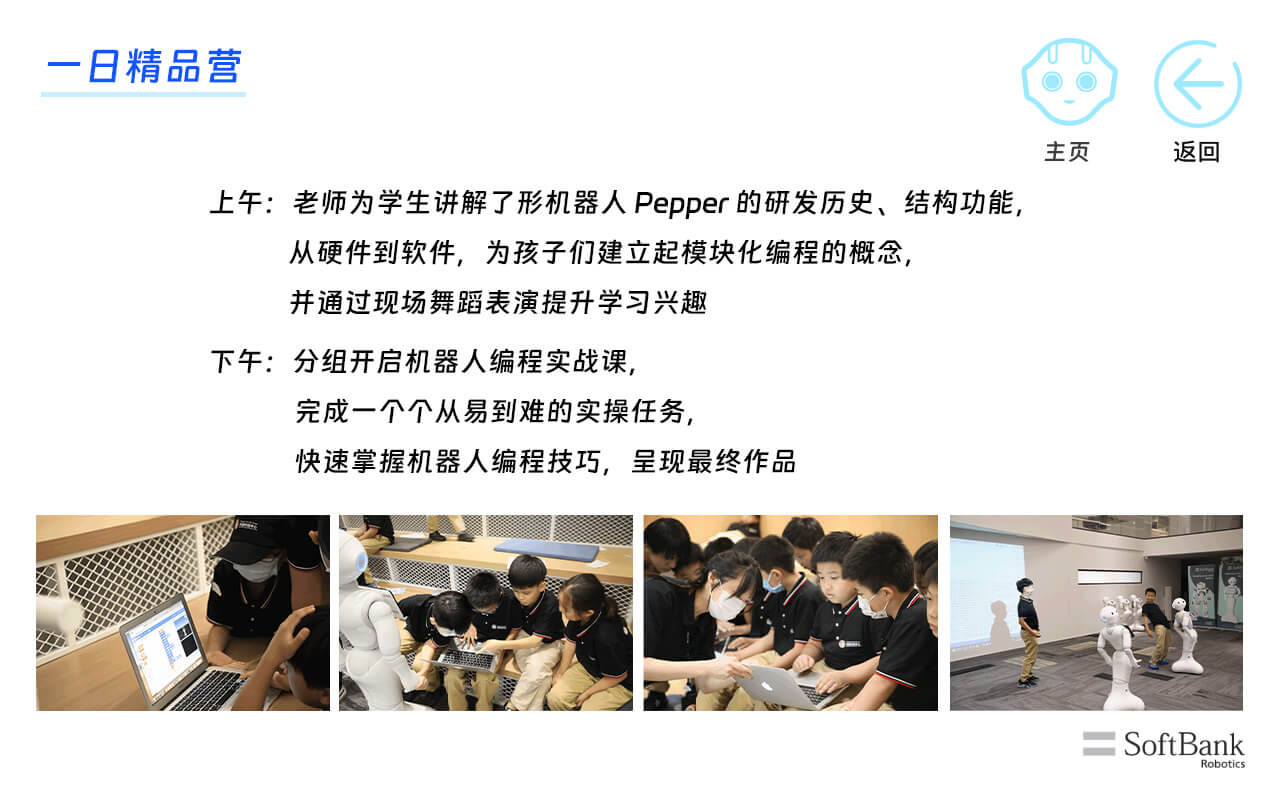 一日精品营
主页
返回
上午：老师为学生讲解了形机器人 Pepper 的研发历史、结构功能，
从硬件到软件，为孩子们建立起模块化编程的概念，
并通过现场舞蹈表演提升学习兴趣
下午：分组开启机器人编程实战课，
完成一个个从易到难的实操任务，
快速掌握机器人编程技巧，呈现最终作品
SoftBank
Robotics